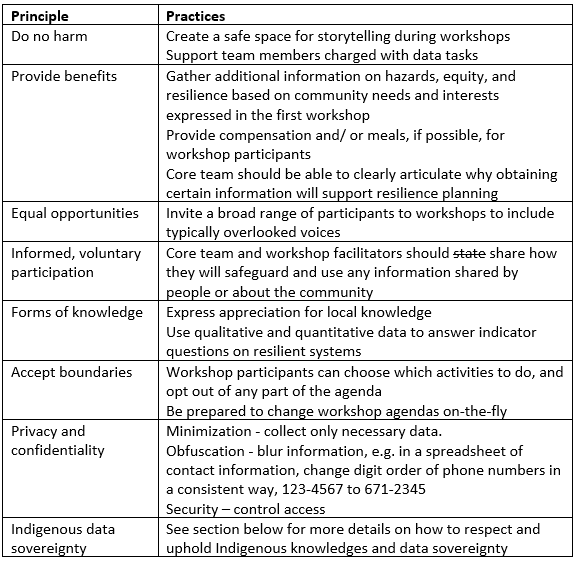 Principle Practices
Do no harm Create a safe space for storytelling during workshops
Support team members charged with data tasks
Provide benefits Gather additional information on hazards, equity, and
resilience based on community needs and interests
expressed in the first workshop
Provide compensation and/ or meals, if possible, for
workshop participants
Core team should be able to clearly articulate why obtaining
certain information will support resilience planning
Equal opportunities Invite a broad range of participants to workshops to include
typically overlooked voices
Informed, voluntary Core team and workshop facilitators should state share how
participation they will safeguard and use any information shared by
people or about the community
Forms of knowledge Express appreciation for local knowledge
Use qualitative and quantitative data to answer indicator
questions on resilient systems
Accept boundaries Workshop participants can choose which activities to do, and
opt out of any part of the agenda
Be prepared to change workshop agendas on-the-fly
Privacy and Minimization - collect only necessary data.
confidentiality Obfuscation - blur information, e.g. in a spreadsheet of
contact information, change digit order of phone numbers in
a consistent way, 123-4567 to 671-2345
Security – control access
Indigenous data See section below for more details on how to respect and
sovereignty uphold Indigenous knowledges and data sovereignty